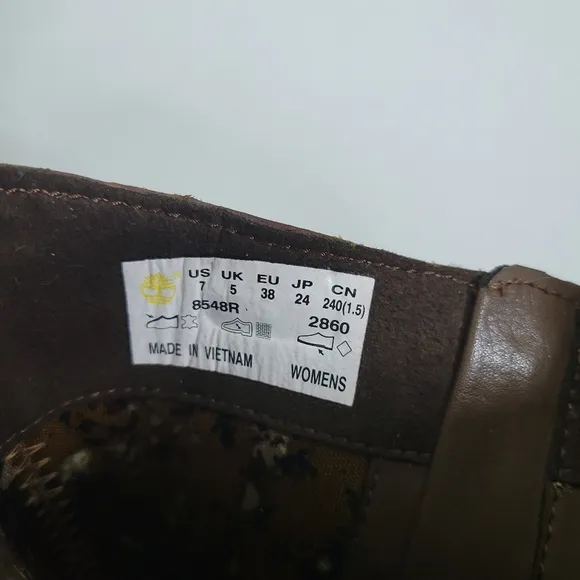 US UK EU JP CN
7 5 38 24 240(1.5)
8548R 2860
MADE IN VIETNAM WOMENS